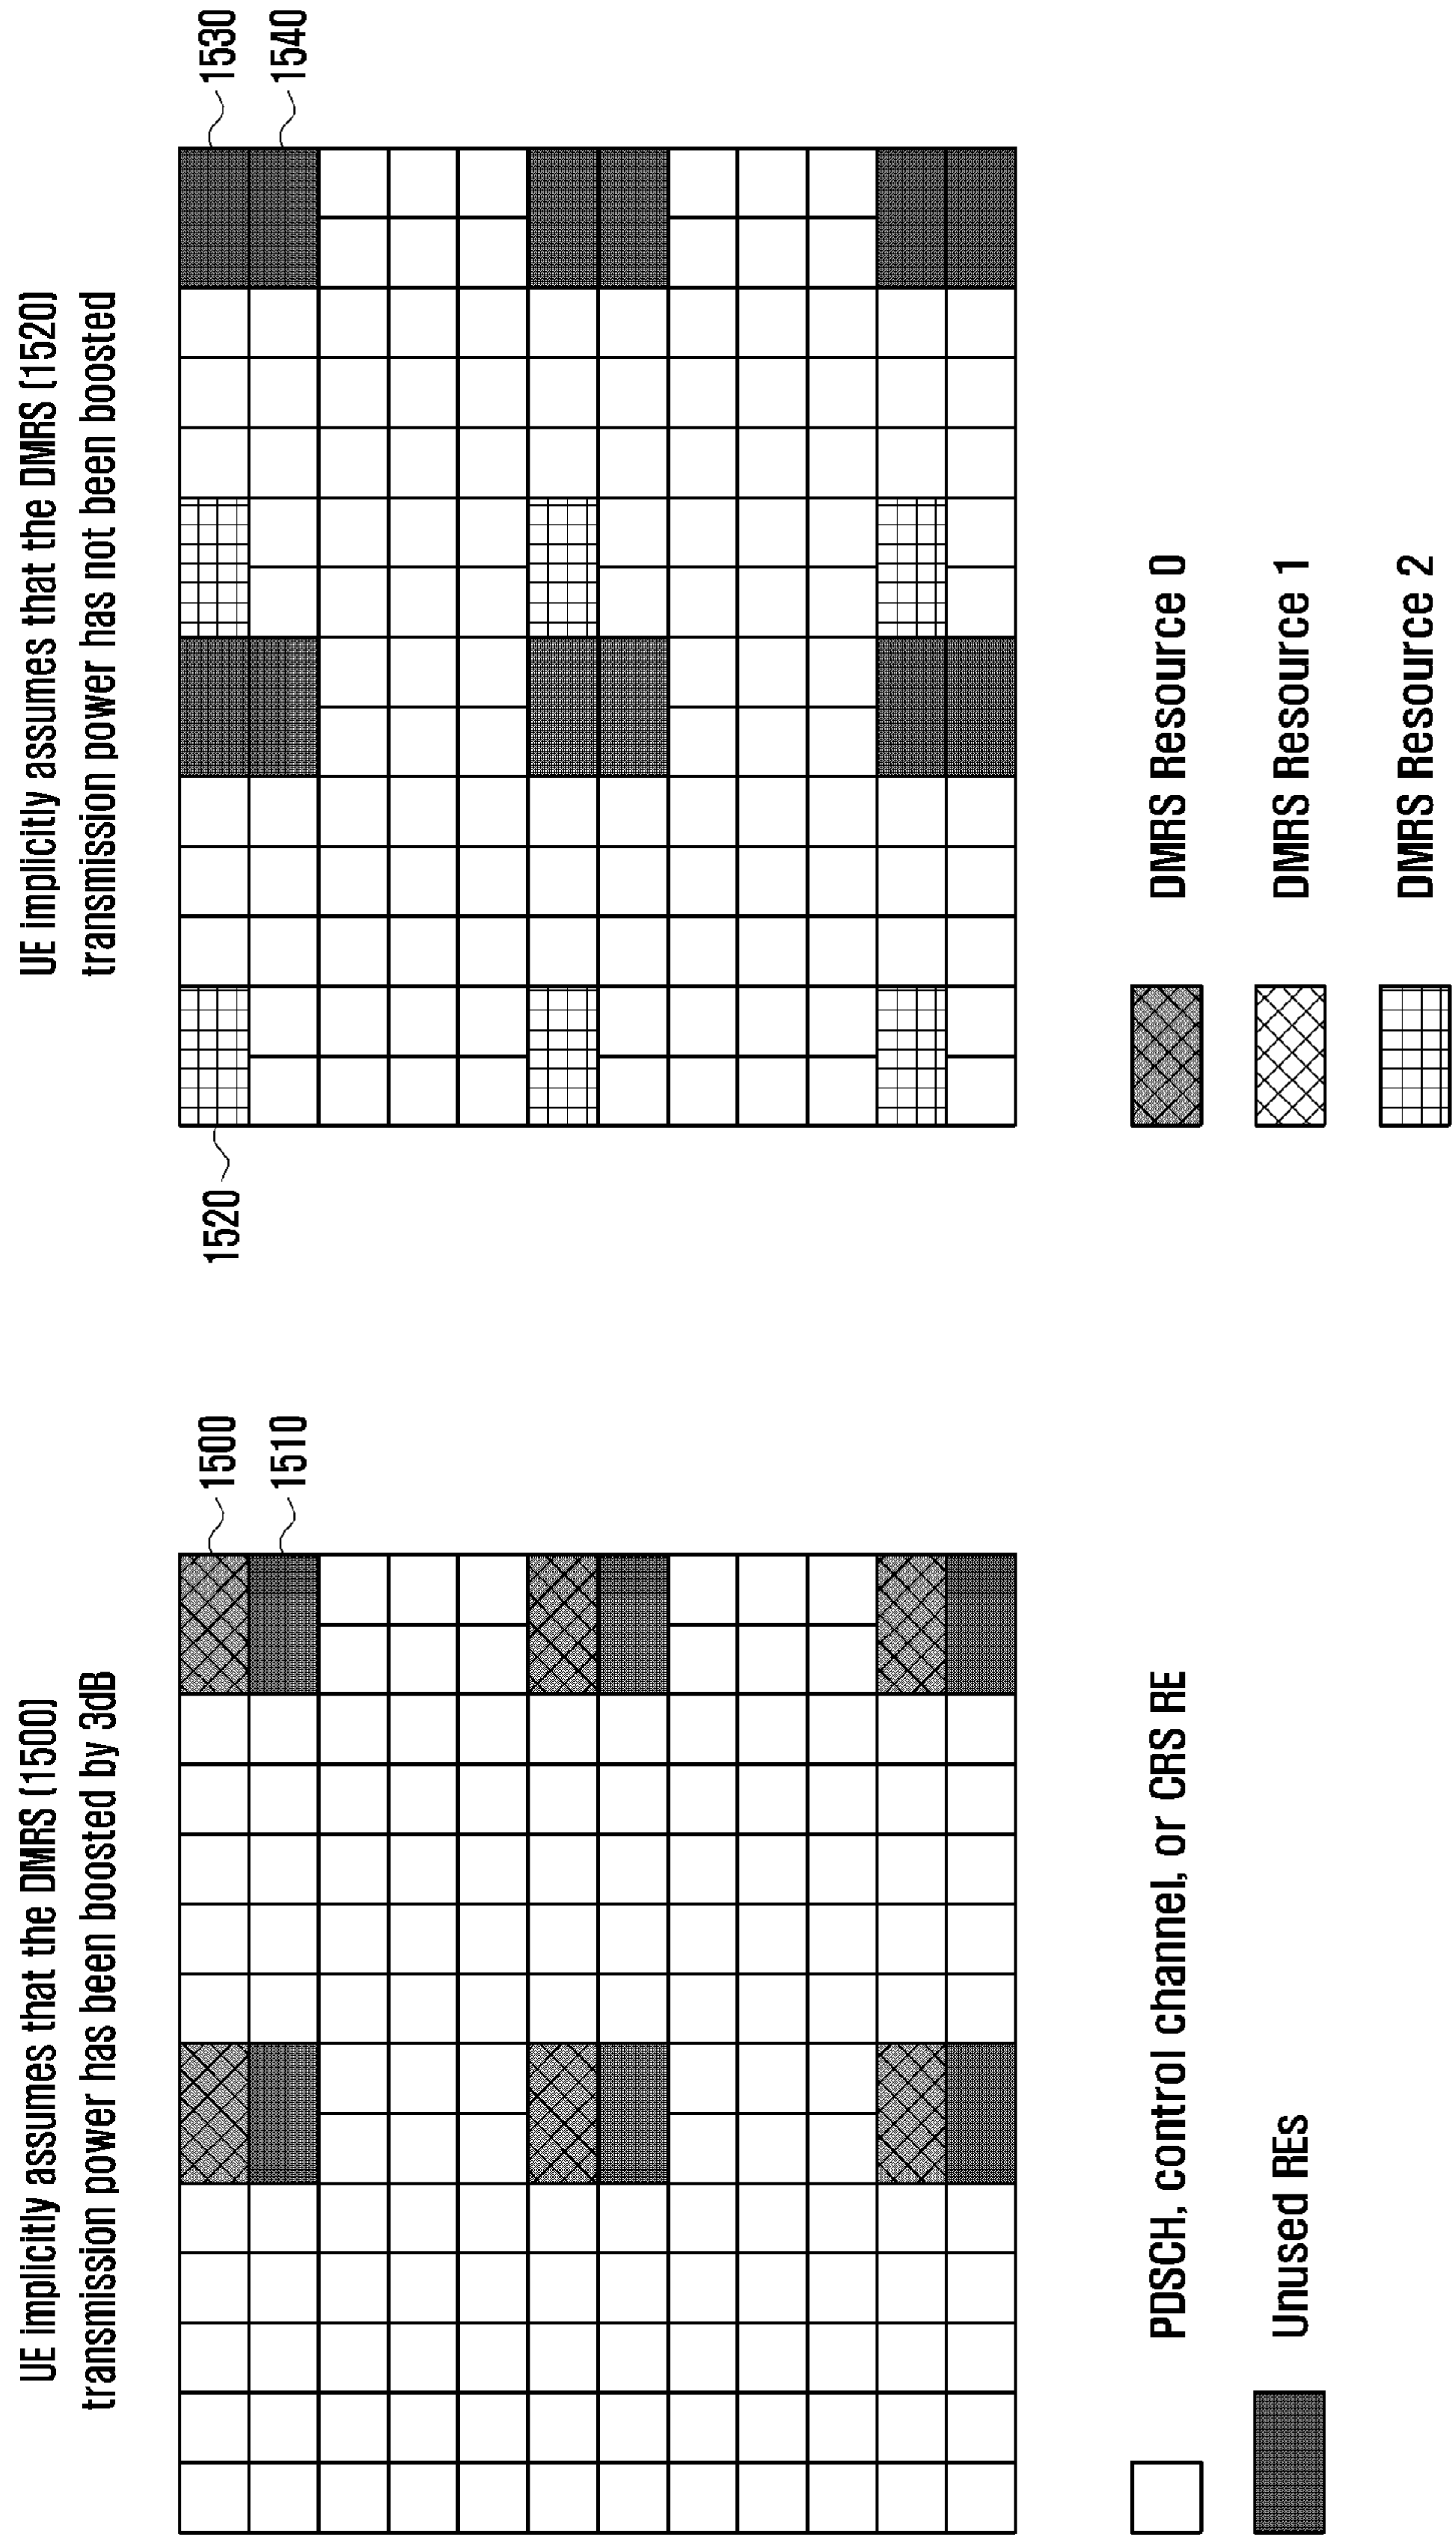 UE implicitly assumes that the DMRS (1500)
transmission power has been boosted by 3dB
1500
1510
PDSCH, control channel, or CRS RE
Unused REs
UE implicitly assumes that the DMRS (1520)
transmission power has not been boosted
1520
1530
1540
DMRS Resource 0
DMRS Resource 1
DMRS Resource 2